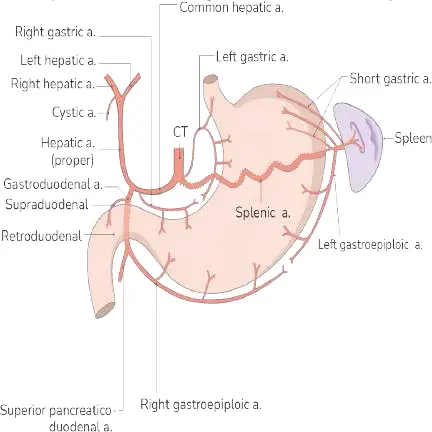 Common hepatic a.
Right gastric a.
Left gastric a.
Left hepatic a.
Short gastric a.
Right hepatic a.
Cystic a.
CT
Spleen
Hepatic a.
(proper)
Gastroduodenal a.
Supraduodenal
Splenic a.
Retroduodenal
Left gastroepiploic a.
Right gastroepiploic a.
Superior pancreatico-
duodenal a.